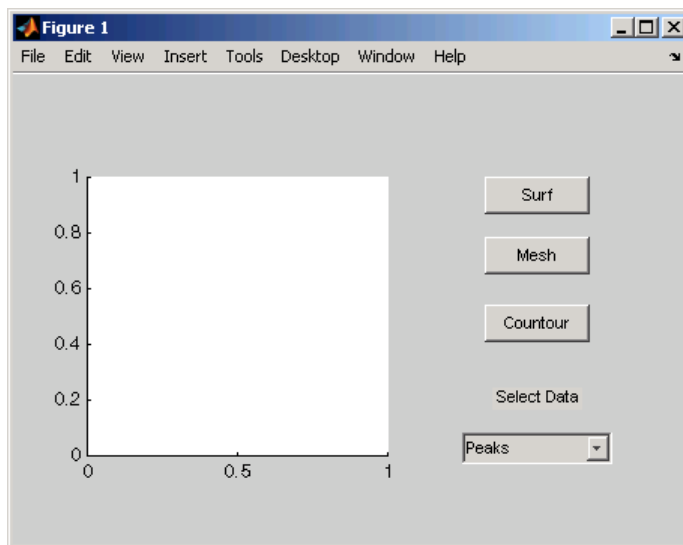 Figure 1
File Edit View Insert Tools Desktop Window Help
1
0.8
0.6
0.4
0.2
0
0 0.5 1
Surf
Mesh
Countour
Select Data
Peaks